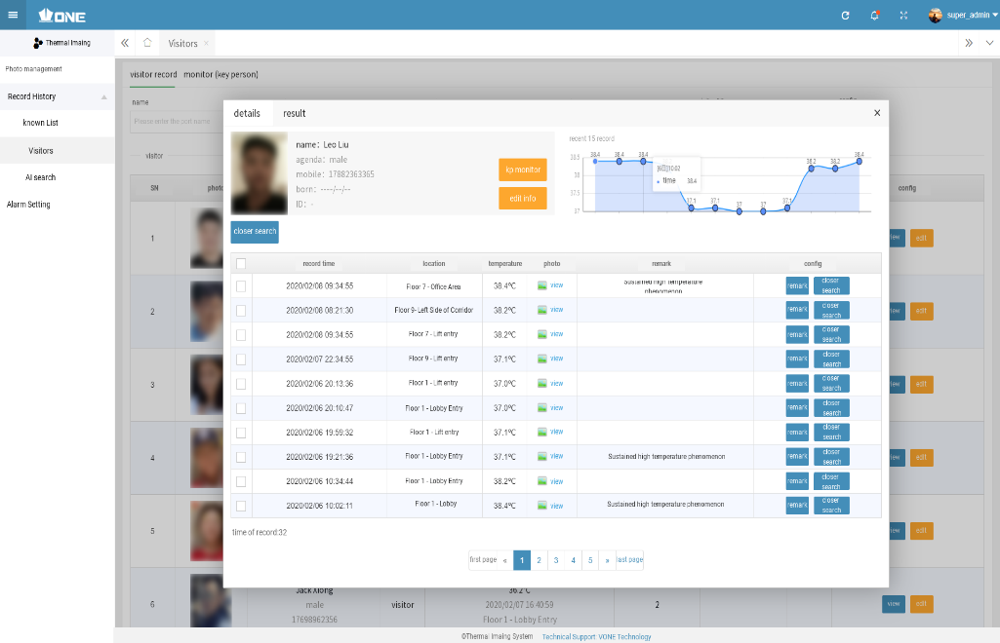 ONE
super_admin
Thermal Imaing
Visitors ×
Photo management
Record History
known List
Visitors
AI search
Alarm Setting
visitor record monitor (key person)
name
Please enter the port name
visitor
SN
photo
config
1
2
3
4
5
6
view edit
view edit
view edit
view edit
view edit
view edit
details result
×
name: Leo Liu
agenda: male
mobile: 17882363365
born: ----/--/--
ID: -
kp monitor
edit info
closer search
recent 15 record
38.5
38
37.5
37
38.4 38.4 38.4 37.1 37.1 37 37 37.1 38.2 38.2 38.4
time 38.4
record time location temperature photo remark config
2020/02/08 09:34:55 Floor 7 - Office Area 38.4℃ view Sustained high temperature phenomenon remark closer search
2020/02/08 08:21:30 Floor 9- Left Side of Corridor 38.2℃ view remark closer search
2020/02/08 09.34:55 Floor 7 - Lift entry 38.2℃ view remark closer search
2020/02/07 22.34:55 Floor 9 - Lift entry 37.1℃ view remark closer search
2020/02/06 20:13:36 Floor 1 - Lift entry 37.0℃ view remark closer search
2020/02/06 20:10:47 Floor 1 - Lobby Entry 37.0℃ view remark closer search
2020/02/06 19:59:32 Floor 1 - Lift entry 37.1℃ view remark closer search
2020/02/06 19:21:36 Floor 1 - Lobby Entry 37.1℃ view Sustained high temperature phenomenon remark closer search
2020/02/06 10:34:44 Floor 1 - Lobby Entry 38.2℃ view remark closer search
2020/02/06 10:02:11 Floor 1 - Lobby 38.4℃ view Sustained high temperature phenomenon remark closer search
time of record:32
first page « 1 2 3 4 5 » last page
Jack Xiong
male
17698962356
visitor
36.2℃
2020/02/07 16:40:59
Floor 1 - Lobby Entry
2
©Thermal Imaing System Technical Support VONE Technology